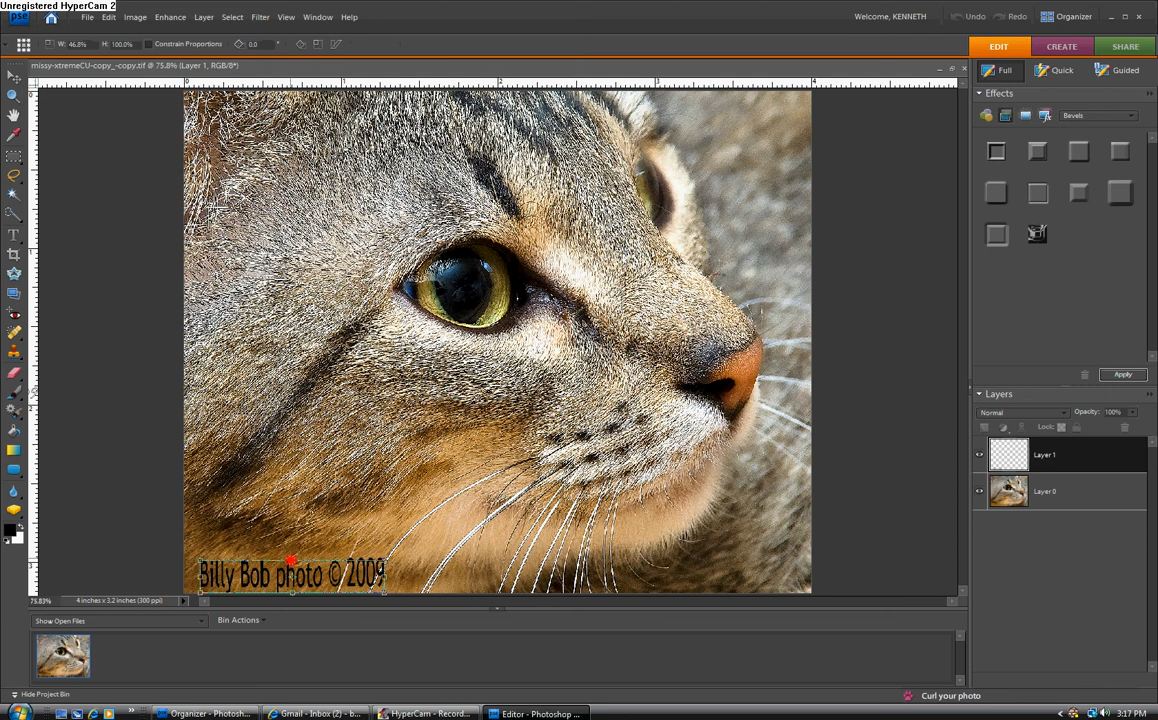 Unregistered HyperCam 2
pse File Edit Image Enhance Layer Select Filter View Window Help Welcome, KENNETH Undo Redo Organizer
W: 46.8% H: 100.0% Constrain Proportions 0.0
EDIT CREATE SHARE
missy-xtremeCU-copy_-copy.tif @ 75.8% (Layer 1, RGB/8*)
Full Quick Guided
Effects
Bevels
Apply
Layers
Normal Opacity: 100%
Lock:
Layer 1
Layer 0
Billy Bob photo © 2009
75.83% 4 inches x 3.2 inches (300 ppi)
Show Open Files Bin Actions
Hide Project Bin Curl your photo
Organizer - Photosh... Gmail - Inbox (2) - b... HyperCam - Record... Editor - Photoshop ... 3:17 PM